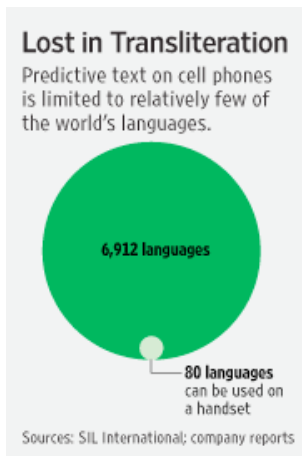 Lost in Transliteration
Predictive text on cell phones
is limited to relatively few of
the world's languages.
6,912 languages
80 languages
can be used on
a handset
Sources: SIL International; company reports